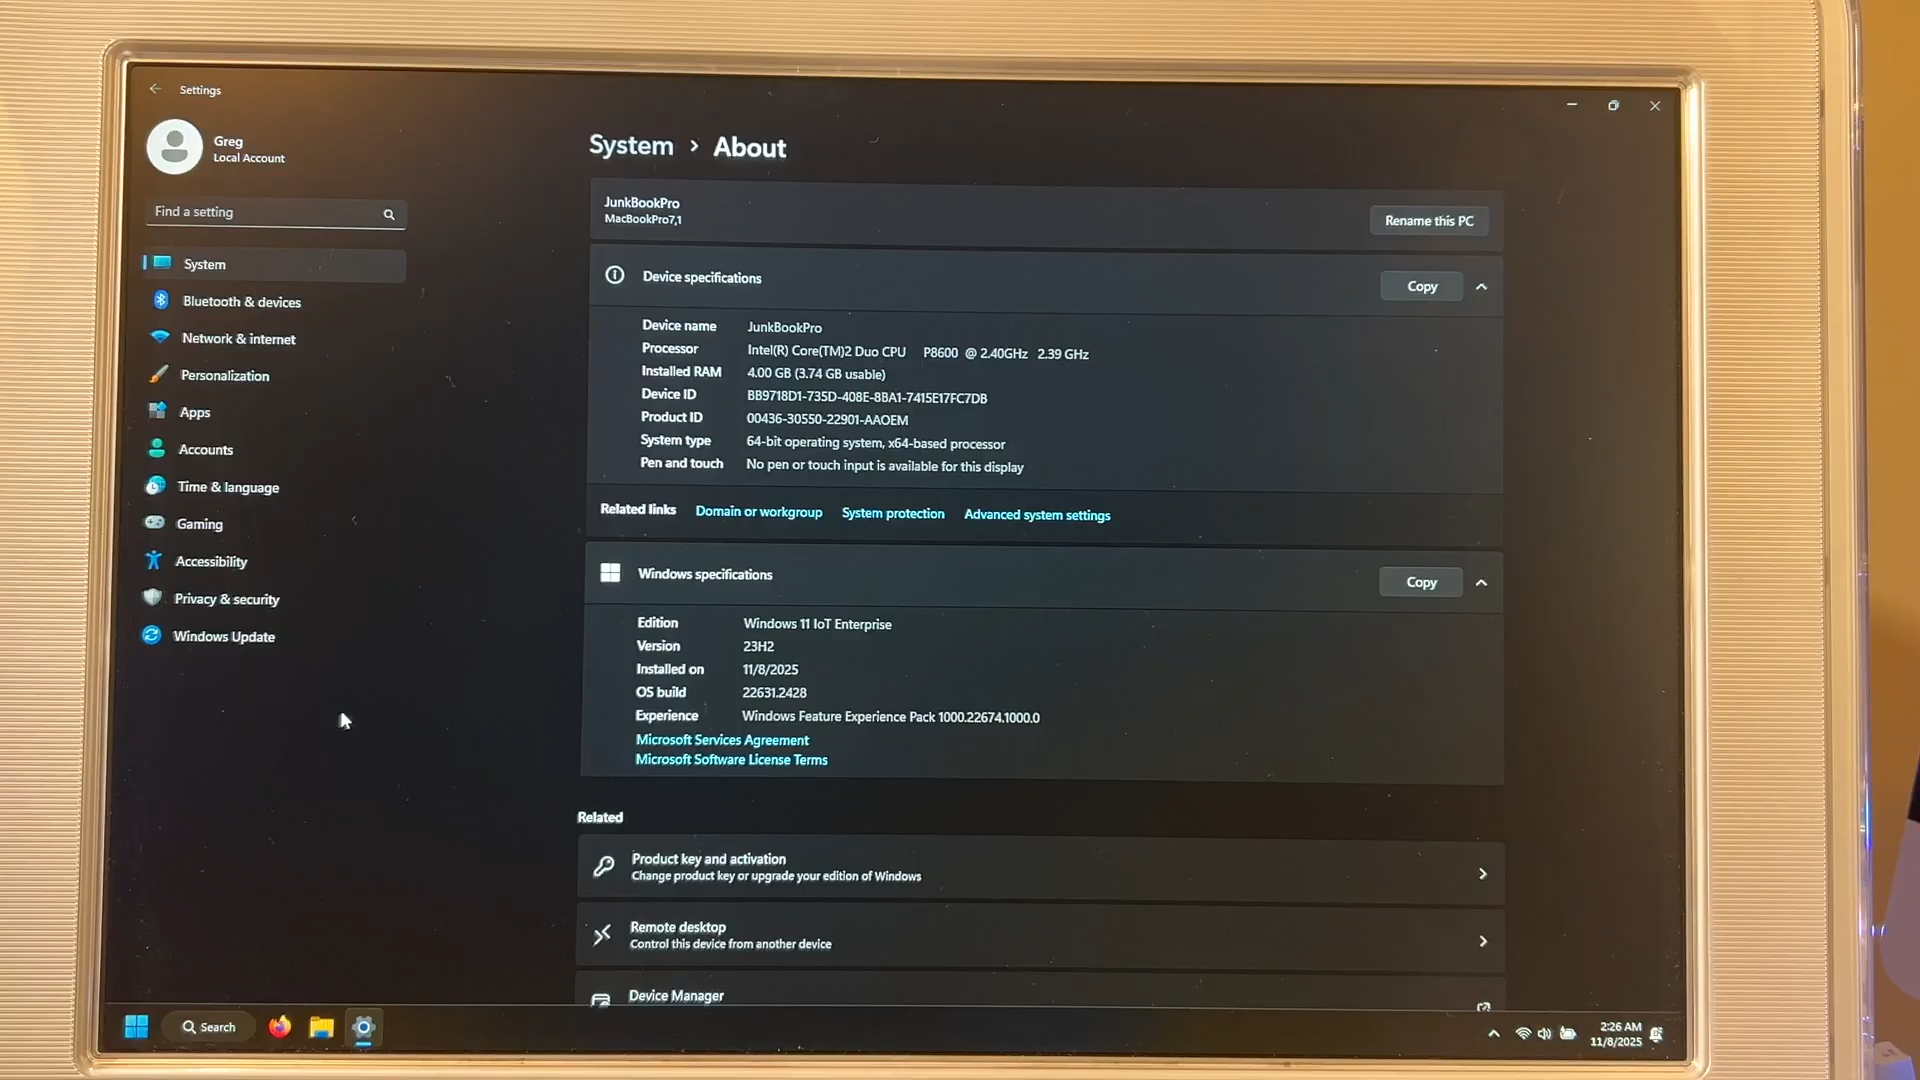 Settings
Greg
Local Account
Find a setting
System
Bluetooth & devices
Network & internet
Personalization
Apps
Accounts
Time & language
Gaming
Accessibility
Privacy & security
Windows Update
System › About
JunkBookPro
MacBookPro7,1
Rename this PC
Device specifications
Copy
Device name JunkBookPro
Processor Intel(R) Core(TM)2 Duo CPU P8600 @ 2.40GHz 2.39 GHz
Installed RAM 4.00 GB (3.74 GB usable)
Device ID BB9718D1-735D-408E-8BA1-7415E17FC7DB
Product ID 00436-30550-22901-AAOEM
System type 64-bit operating system, x64-based processor
Pen and touch No pen or touch input is available for this display
Related links Domain or workgroup System protection Advanced system settings
Windows specifications
Copy
Edition Windows 11 IoT Enterprise
Version 23H2
Installed on 11/8/2025
OS build 22631.2428
Experience Windows Feature Experience Pack 1000.22674.1000.0
Microsoft Services Agreement
Microsoft Software License Terms
Related
Product key and activation
Change product key or upgrade your edition of Windows
Remote desktop
Control this device from another device
Device Manager
Search
2:26 AM
11/8/2025